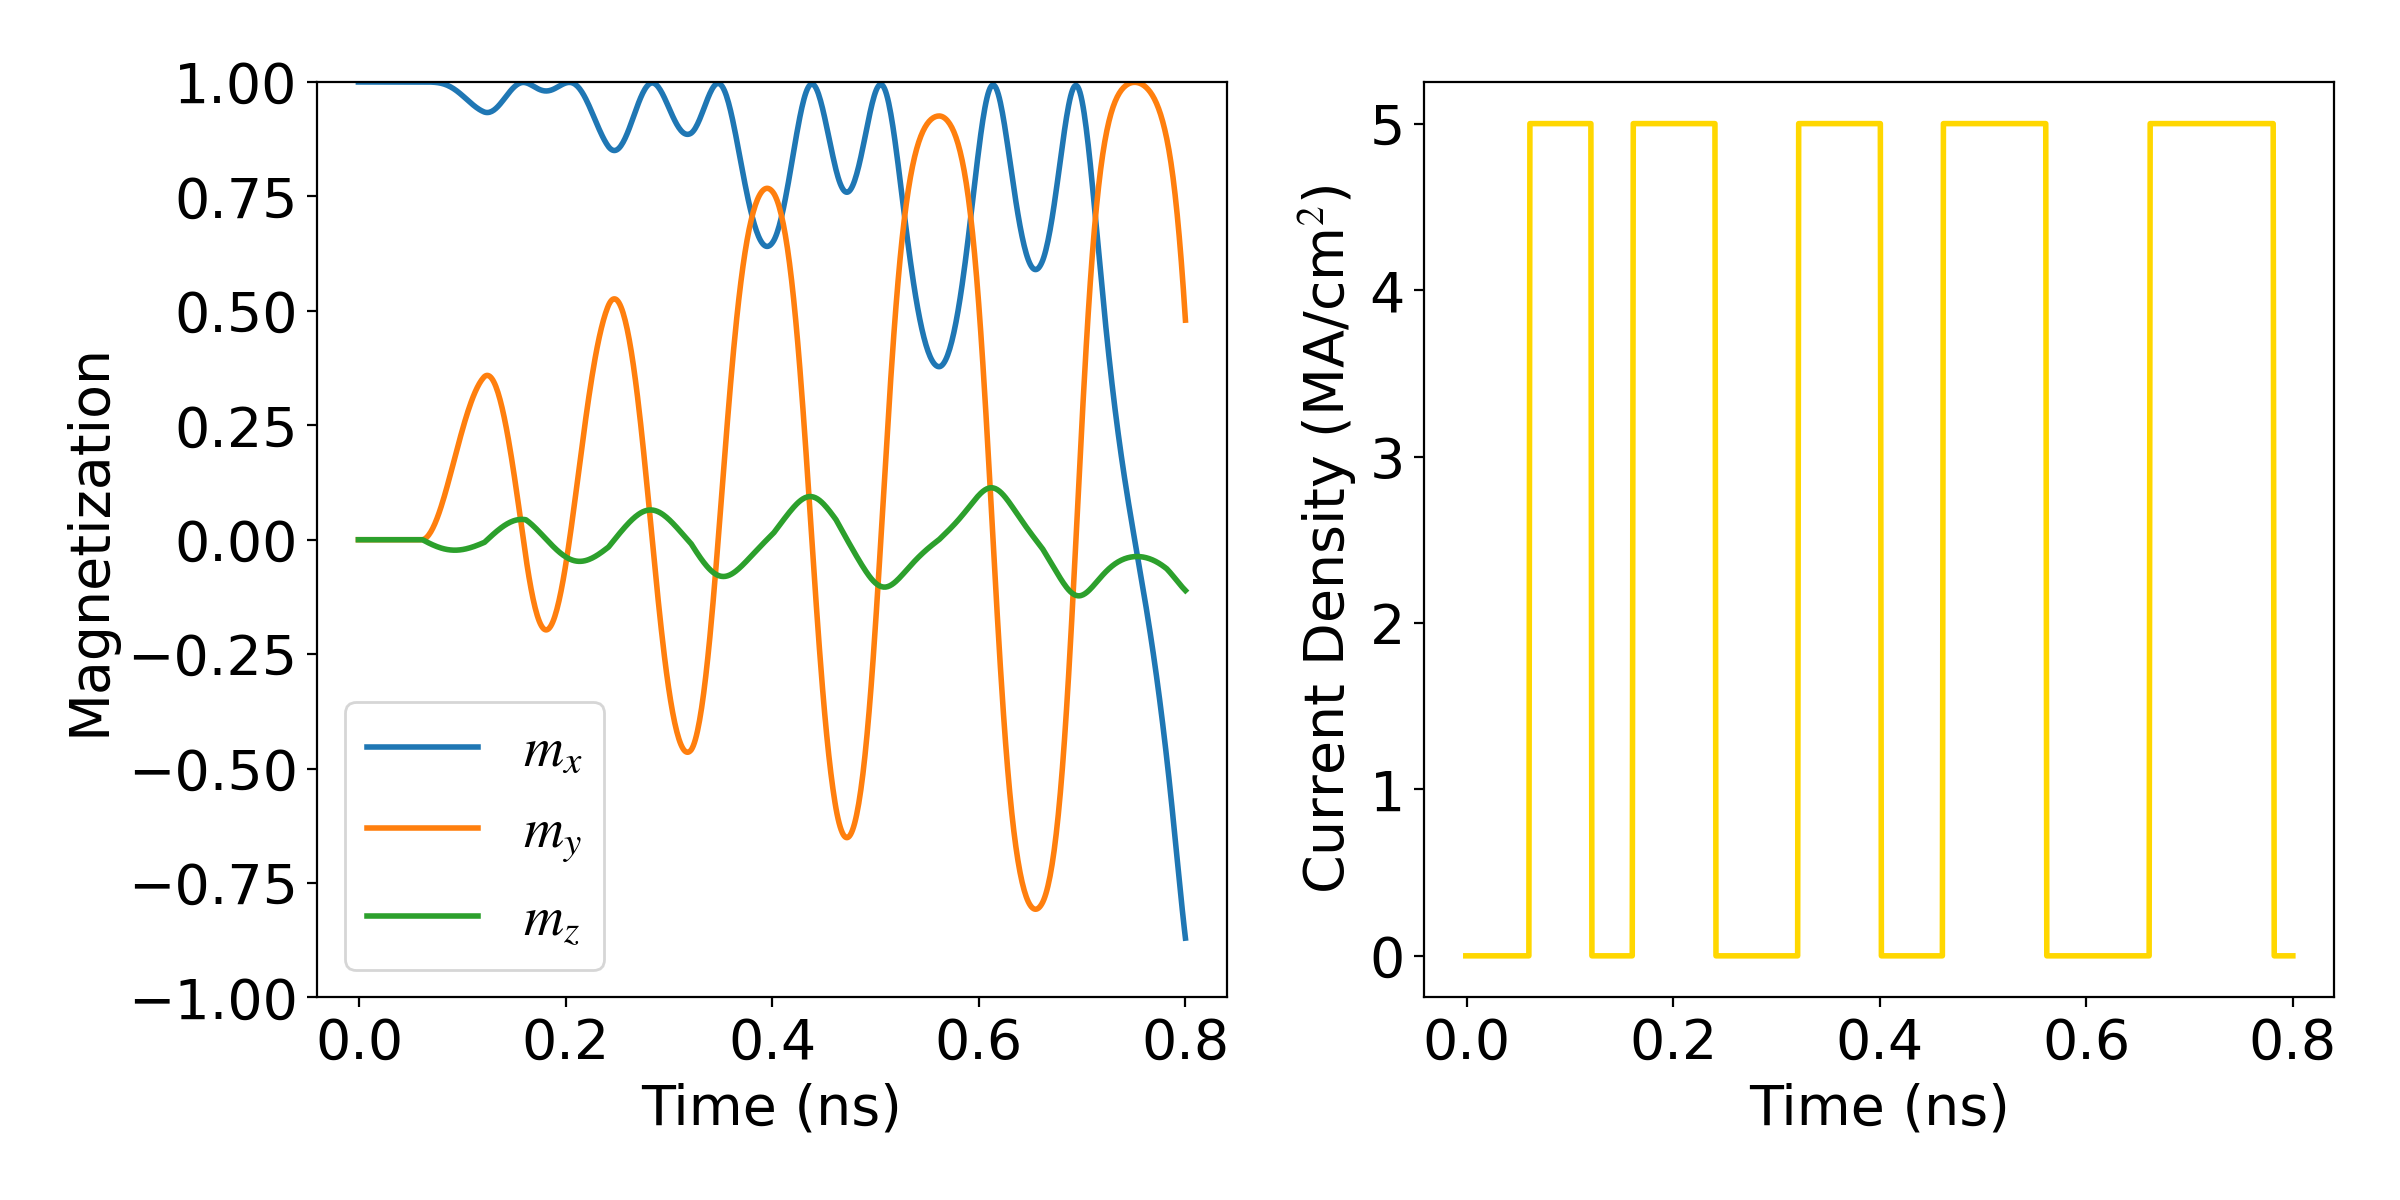 1.00
0.75
0.50
0.25
0.00
−0.25
−0.50
−0.75
−1.00
Magnetization
m_x
m_y
m_z
0.0 0.2 0.4 0.6 0.8
Time (ns)
5
4
3
2
1
0
Current Density (MA/cm²)
0.0 0.2 0.4 0.6 0.8
Time (ns)